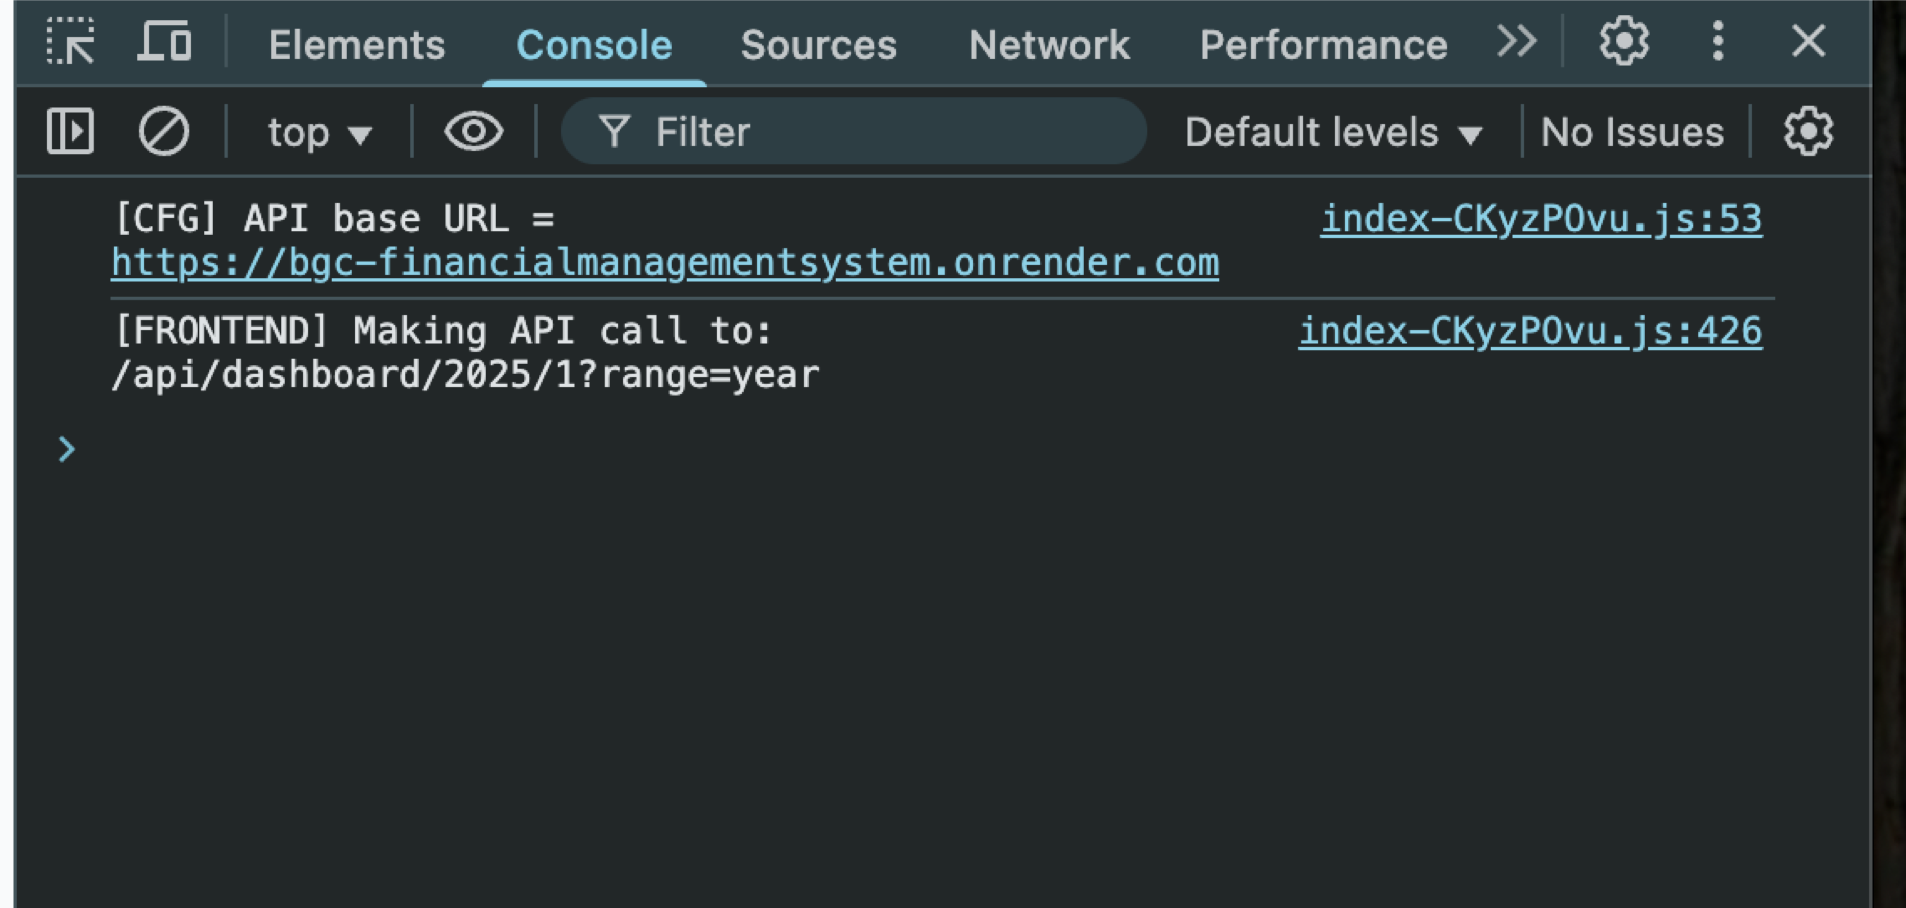 Elements Console Sources Network Performance
top Filter Default levels No Issues
[CFG] API base URL = index-CKyzPOvu.js:53
https://bgc-financialmanagementsystem.onrender.com
[FRONTEND] Making API call to: index-CKyzPOvu.js:426
/api/dashboard/2025/1?range=year